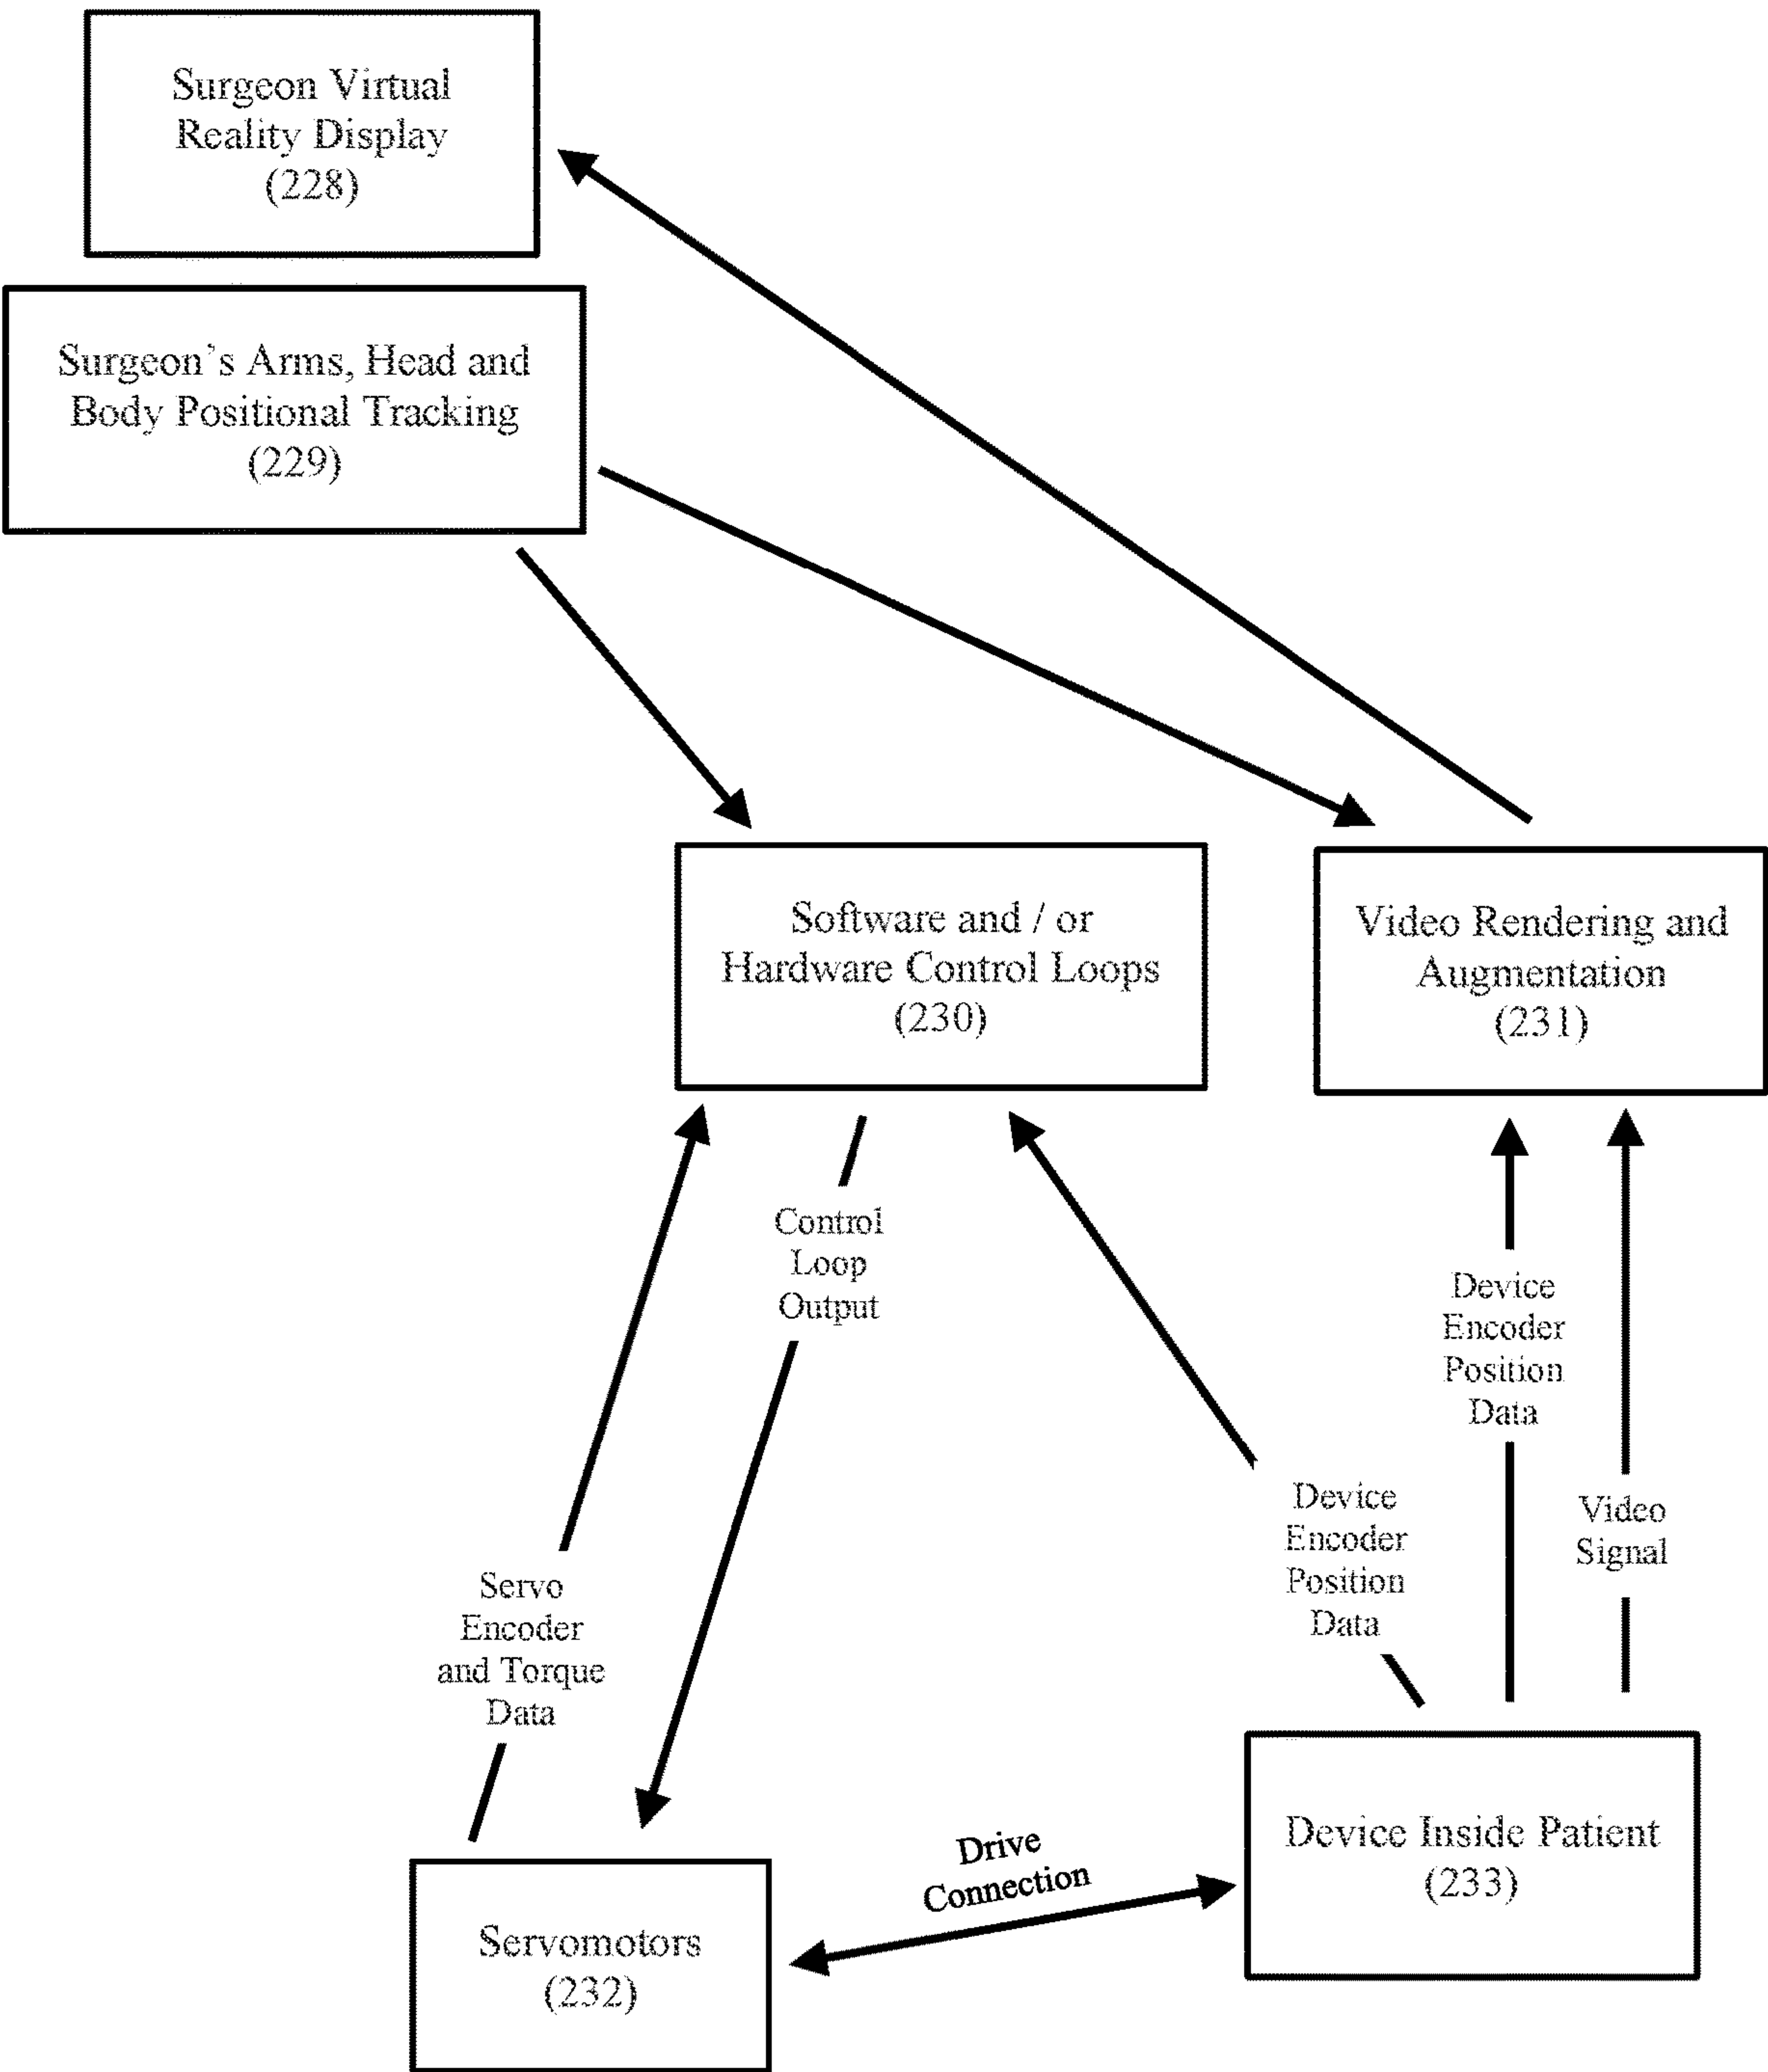 Surgeon Virtual
Reality Display
(228)
Surgeon's Arms, Head and
Body Positional Tracking
(229)
Software and / or
Hardware Control Loops
(230)
Video Rendering and
Augmentation
(231)
Control
Loop
Output
Device
Encoder
Position
Data
Device
Encoder
Position
Data
Video
Signal
Servo
Encoder
and Torque
Data
Drive
Connection
Device Inside Patient
(233)
Servomotors
(232)